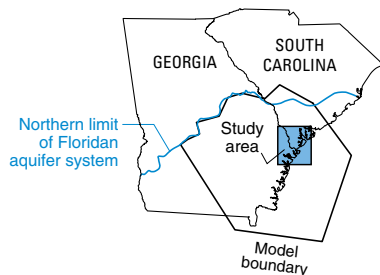 GEORGIA
SOUTH
CAROLINA
Northern limit
of Floridan
aquifer system
Study
area
Model
boundary